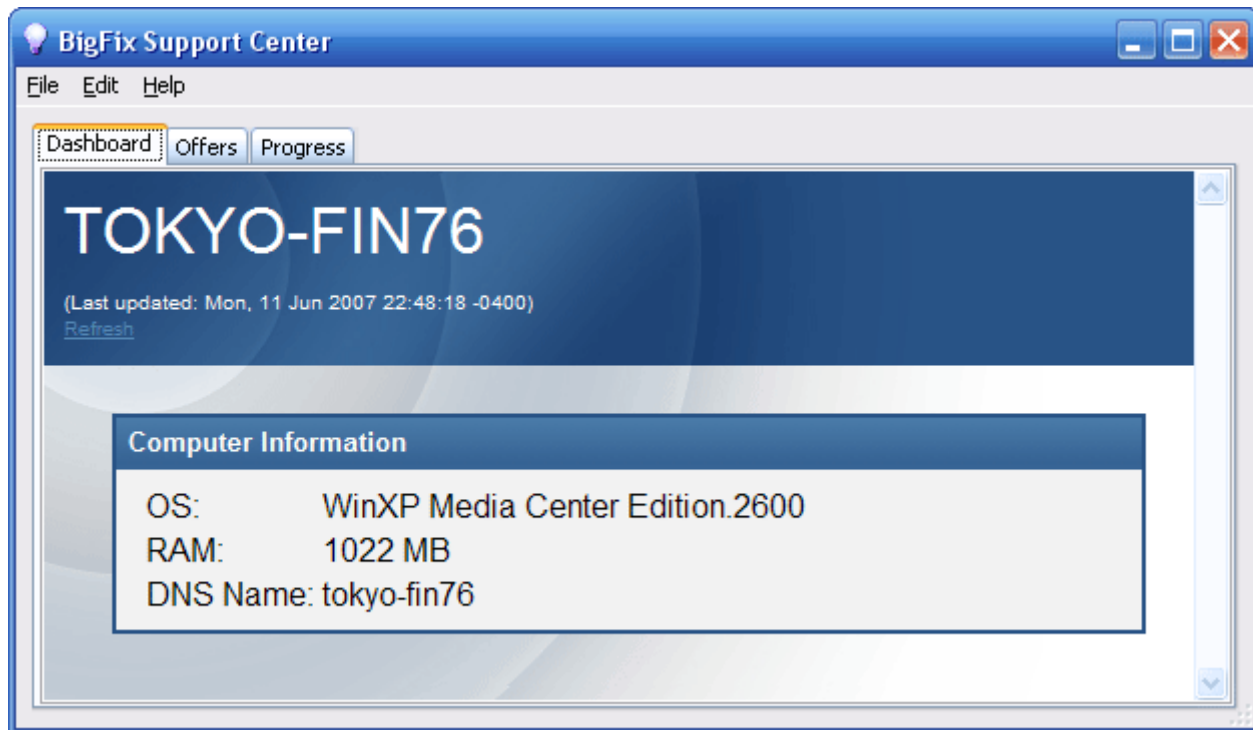 BigFix Support Center
File Edit Help
Dashboard Offers Progress
TOKYO-FIN76
(Last updated: Mon, 11 Jun 2007 22:48:18 -0400)
Refresh
Computer Information
OS: WinXP Media Center Edition.2600
RAM: 1022 MB
DNS Name: tokyo-fin76